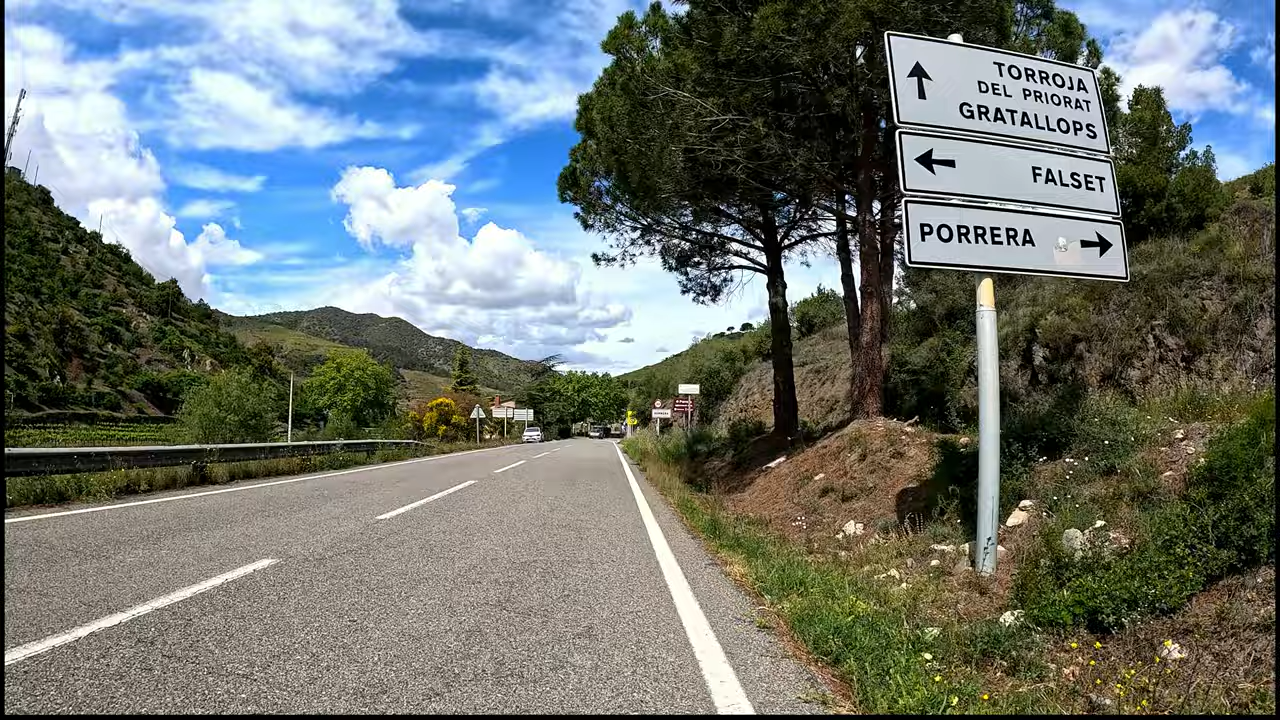 TORROJA
DEL PRIORAT
GRATALLOPS
FALSET
PORRERA